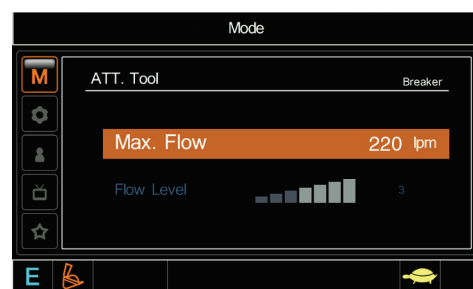 Mode
M
ATT. Tool Breaker
Max. Flow 220 lpm
Flow Level 3
E